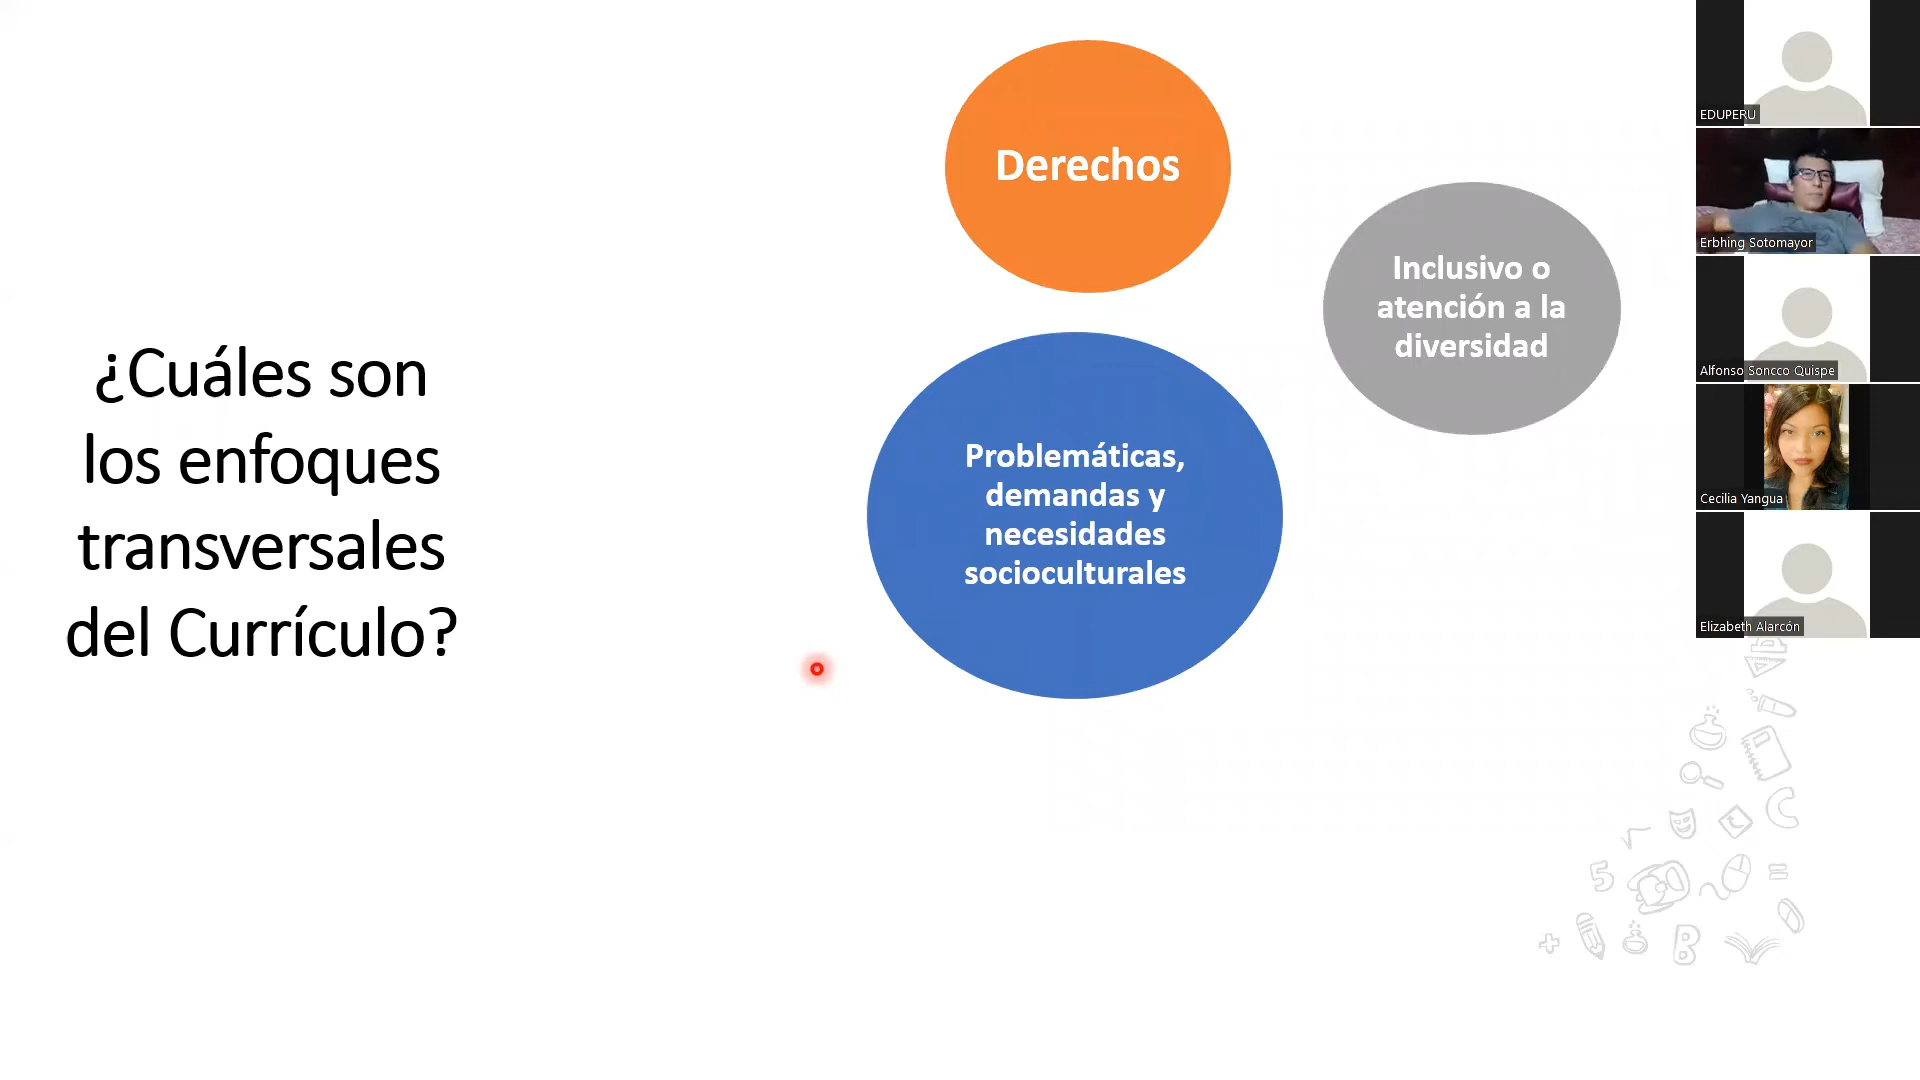 ¿Cuáles son
los enfoques
transversales
del Currículo?
Derechos
Inclusivo o
atención a la
diversidad
Problemáticas,
demandas y
necesidades
socioculturales
EDUPERU
Erbhing Sotomayor
Alfonso Soncco Quispe
Cecilia Yangua
Elizabeth Alarcón
5
B